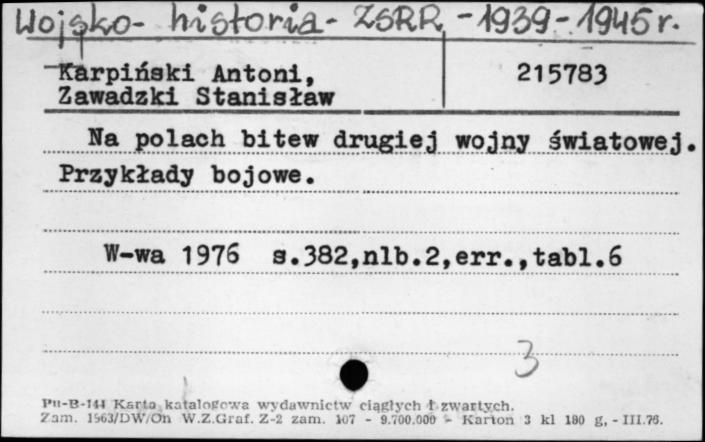 Wojsko - historia - ZSRR - 1939-1945 r.
Karpiński Antoni, 215783
Zawadzki Stanisław
Na polach bitew drugiej wojny światowej.
Przykłady bojowe.
W-wa 1976 s.382,nlb.2,err.,tabl.6
3
Pu-B-144 Karta katalogowa wydawnictw ciągłych i zwartych.
Zam. 1563/DW/On W.Z.Graf. Z-2 zam. 107 - 9.700.000 - Karton 3 kl 180 g, - III.76.